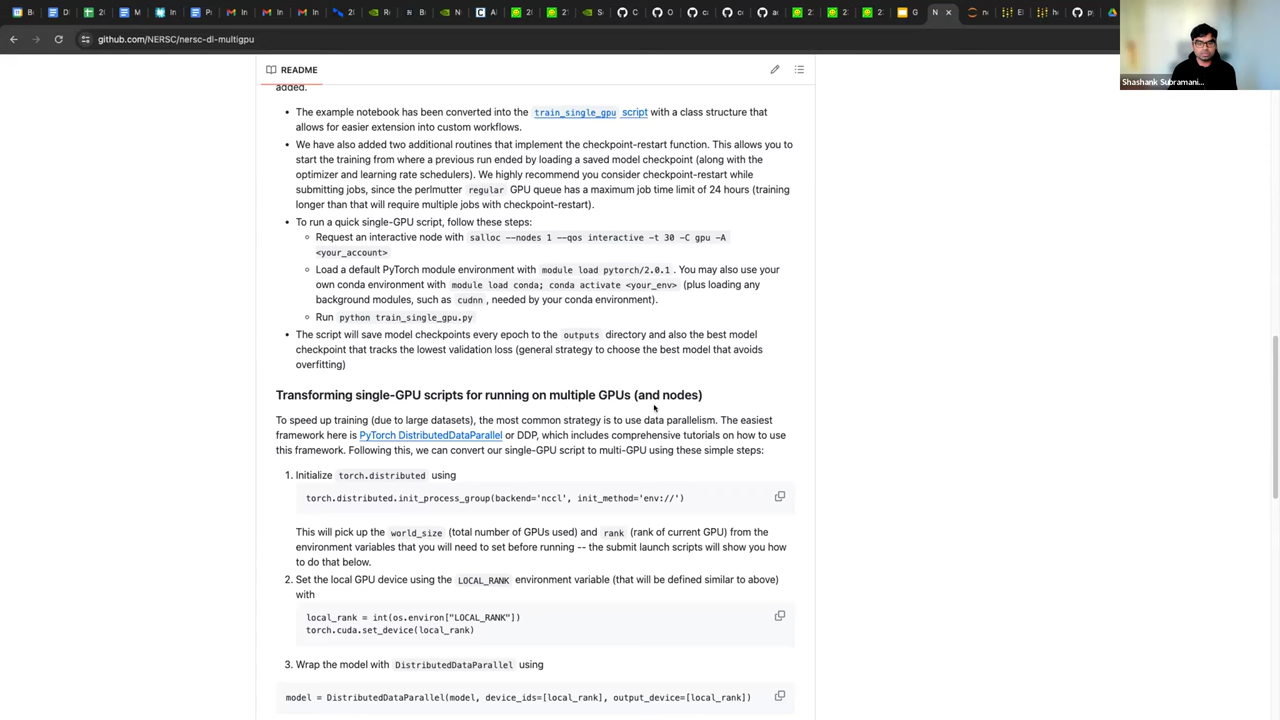 github.com/NERSC/nersc-dl-multigpu
Shashank Subramani...
README
added.
• The example notebook has been converted into the train_single_gpu script with a class structure that
allows for easier extension into custom workflows.
• We have also added two additional routines that implement the checkpoint-restart function. This allows you to
start the training from where a previous run ended by loading a saved model checkpoint (along with the
optimizer and learning rate schedulers). We highly recommend you consider checkpoint-restart while
submitting jobs, since the perlmutter regular GPU queue has a maximum job time limit of 24 hours (training
longer than that will require multiple jobs with checkpoint-restart).
• To run a quick single-GPU script, follow these steps:
Request an interactive node with salloc --nodes 1 --qos interactive -t 30 -C gpu -A
<your_account>
Load a default PyTorch module environment with module load pytorch/2.0.1 . You may also use your
own conda environment with module load conda; conda activate <your_env> (plus loading any
background modules, such as cudnn , needed by your conda environment).
Run python train_single_gpu.py
• The script will save model checkpoints every epoch to the outputs directory and also the best model
checkpoint that tracks the lowest validation loss (general strategy to choose the best model that avoids
overfitting)
Transforming single-GPU scripts for running on multiple GPUs (and nodes)
To speed up training (due to large datasets), the most common strategy is to use data parallelism. The easiest
framework here is PyTorch DistributedDataParallel or DDP, which includes comprehensive tutorials on how to use
this framework. Following this, we can convert our single-GPU script to multi-GPU using these simple steps:
1. Initialize torch.distributed using
torch.distributed.init_process_group(backend='nccl', init_method='env://')
This will pick up the world_size (total number of GPUs used) and rank (rank of current GPU) from the
environment variables that you will need to set before running -- the submit launch scripts will show you how
to do that below.
2. Set the local GPU device using the LOCAL_RANK environment variable (that will be defined similar to above)
with
local_rank = int(os.environ["LOCAL_RANK"])
torch.cuda.set_device(local_rank)
3. Wrap the model with DistributedDataParallel using
model = DistributedDataParallel(model, device_ids=[local_rank], output_device=[local_rank])